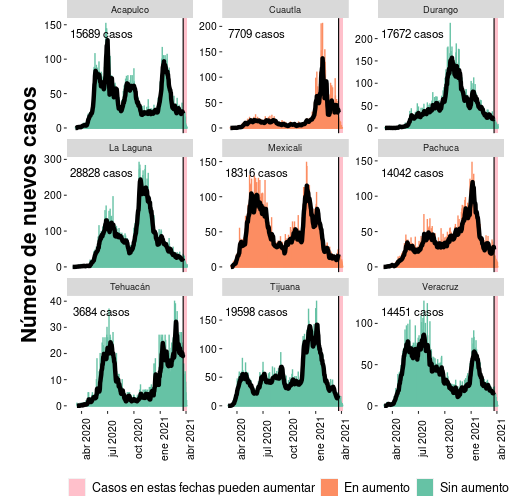 Número de nuevos casos
Acapulco
15689 casos
150
100
50
0
Cuautla
7709 casos
200
150
100
50
0
Durango
17672 casos
200
150
100
50
0
La Laguna
28828 casos
300
200
100
0
Mexicali
18316 casos
150
100
50
0
Pachuca
14042 casos
150
100
50
0
Tehuacán
3684 casos
40
30
20
10
0
Tijuana
19598 casos
150
100
50
0
Veracruz
14451 casos
100
50
0
abr 2020
jul 2020
oct 2020
ene 2021
abr 2021
abr 2020
jul 2020
oct 2020
ene 2021
abr 2021
abr 2020
jul 2020
oct 2020
ene 2021
abr 2021
Casos en estas fechas pueden aumentar
En aumento
Sin aumento